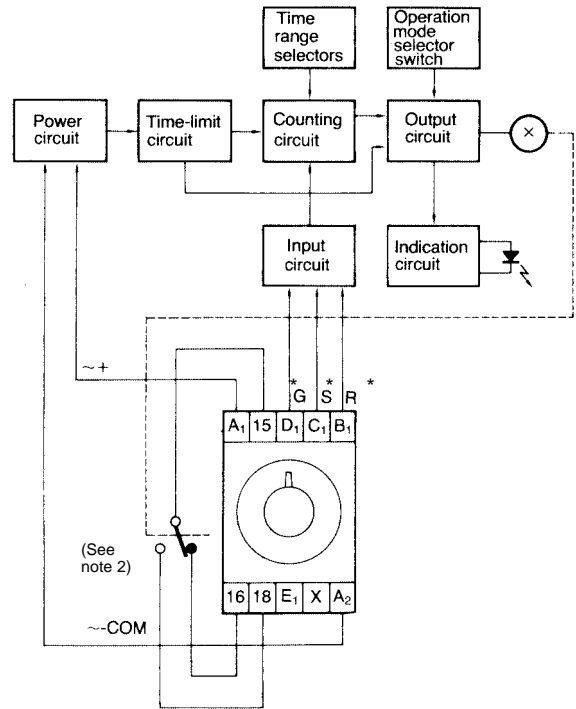 Time
range
selectors
Operation
mode
selector
switch
Power
circuit
Time-limit
circuit
Counting
circuit
Output
circuit
×
Input
circuit
Indication
circuit
~+
* * *
G S R
A₁ 15 D₁ C₁ B₁
(See
note 2)
16 18 E₁ X A₂
~-COM